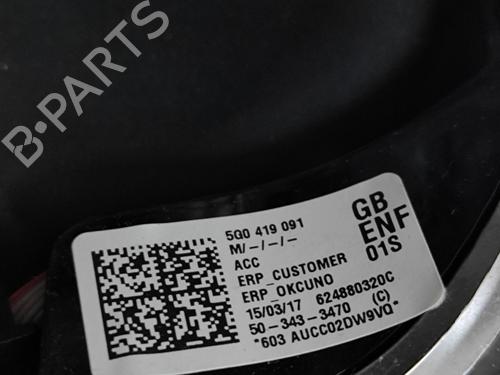 B-PARTS
5G0 419 091
M/-/-/-
ACC
ERP_CUSTOMER
ERP_OKCUNO
15/03/17 624880320C
50-343-3470 (C)
*603 AUCC02DW9VQ*
GB
ENF
01S